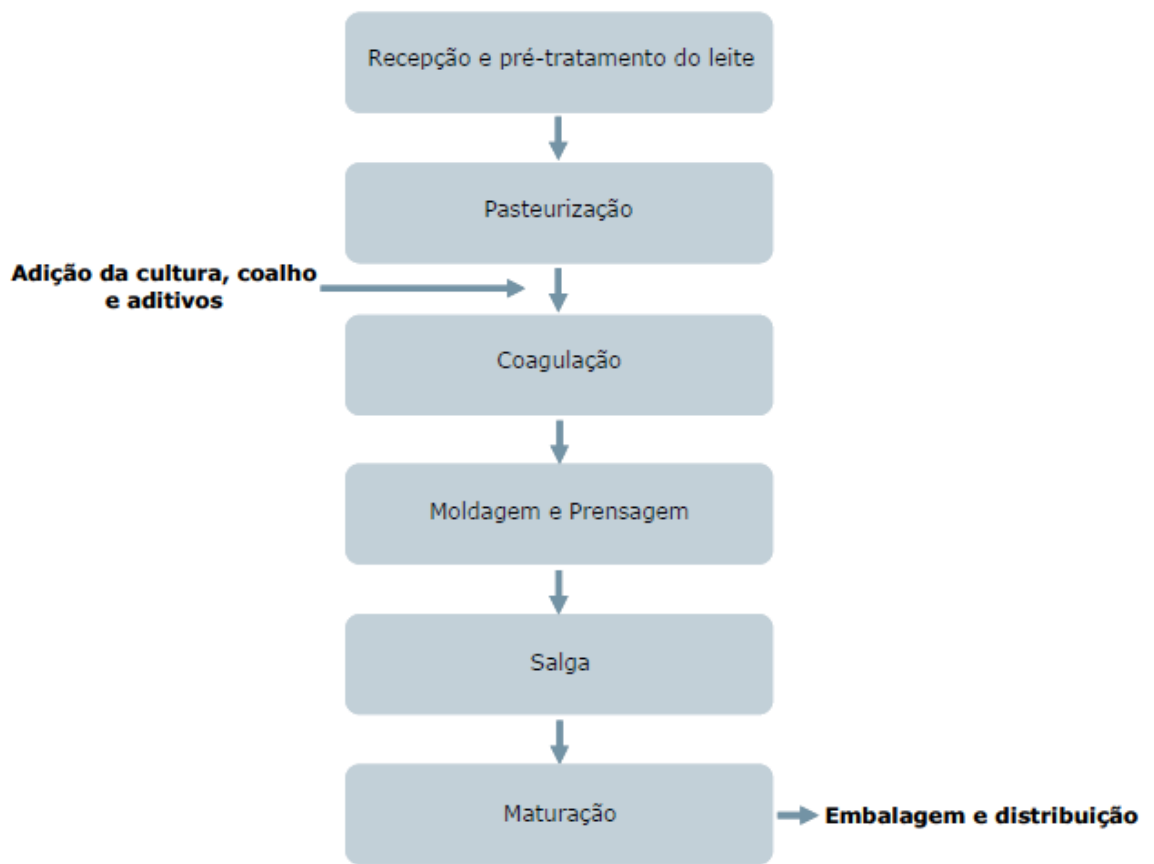 Recepção e pré-tratamento do leite
Pasteurização
Adição da cultura, coalho
e aditivos
Coagulação
Moldagem e Prensagem
Salga
Maturação
Embalagem e distribuição